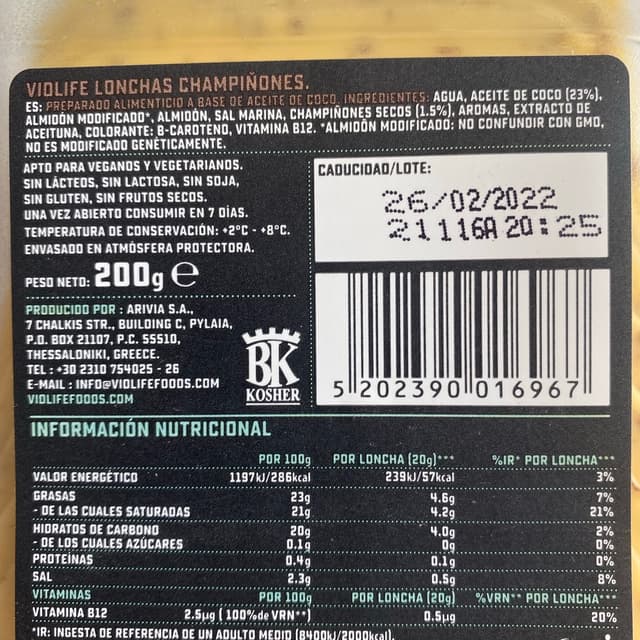 VIOLIFE LONCHAS CHAMPIÑONES.
ES: PREPARADO ALIMENTICIO A BASE DE ACEITE DE COCO. INGREDIENTES: AGUA, ACEITE DE COCO (23%),
ALMIDÓN MODIFICADO*, ALMIDÓN, SAL MARINA, CHAMPIÑONES SECOS (1.5%), AROMAS, EXTRACTO DE
ACEITUNA, COLORANTE: B-CAROTENO, VITAMINA B12. *ALMIDÓN MODIFICADO: NO CONFUNDIR CON GMO,
NO ES MODIFICADO GENÉTICAMENTE.
APTO PARA VEGANOS Y VEGETARIANOS.
SIN LÁCTEOS, SIN LACTOSA, SIN SOJA,
SIN GLUTEN, SIN FRUTOS SECOS.
UNA VEZ ABIERTO CONSUMIR EN 7 DÍAS.
TEMPERATURA DE CONSERVACIÓN: +2°C - +8°C.
ENVASADO EN ATMÓSFERA PROTECTORA.
PESO NETO: 200g e
CADUCIDAD/LOTE:
26/02/2022
21116A 20:25
PRODUCIDO POR : ARIVIA S.A.,
7 CHALKIS STR., BUILDING C, PYLAIA,
P.O. BOX 21107, P.C. 55510,
THESSALONIKI, GREECE.
TEL : +30 2310 754025 - 26
E-MAIL : INFO@VIOLIFEFOODS.COM
VIOLIFEFOODS.COM
BK
KOSHER
5 202390 016967
INFORMACIÓN NUTRICIONAL
POR 100g POR LONCHA (20g)*** %IR* POR LONCHA***
VALOR ENERGÉTICO 1197kJ/286kcal 239kJ/57kcal 3%
GRASAS 23g 4.6g 7%
- DE LAS CUALES SATURADAS 21g 4.2g 21%
HIDRATOS DE CARBONO 20g 4.0g 2%
- DE LOS CUALES AZÚCARES 0.1g 0g 0%
PROTEÍNAS 0.4g 0.1g 0%
SAL 2.3g 0.5g 8%
VITAMINAS POR 100g POR LONCHA (20g) %VRN** POR LONCHA***
VITAMINA B12 2.5µg (100%de VRN**) 0.5µg 20%
*IR: INGESTA DE REFERENCIA DE UN ADULTO MEDIO (8400kJ/2000kcal).